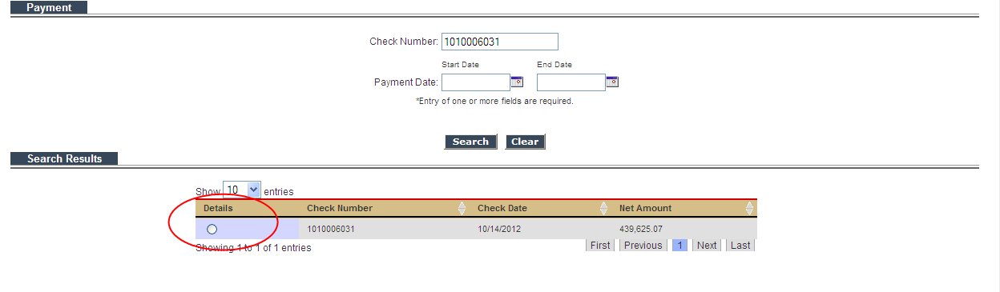 Payment
Check Number: 1010006031
Start Date End Date
Payment Date:
*Entry of one or more fields are required.
Search Clear
Search Results
Show 10 entries
Details Check Number Check Date Net Amount
1010006031 10/14/2012 439,625.07
Showing 1 to 1 of 1 entries First Previous 1 Next Last